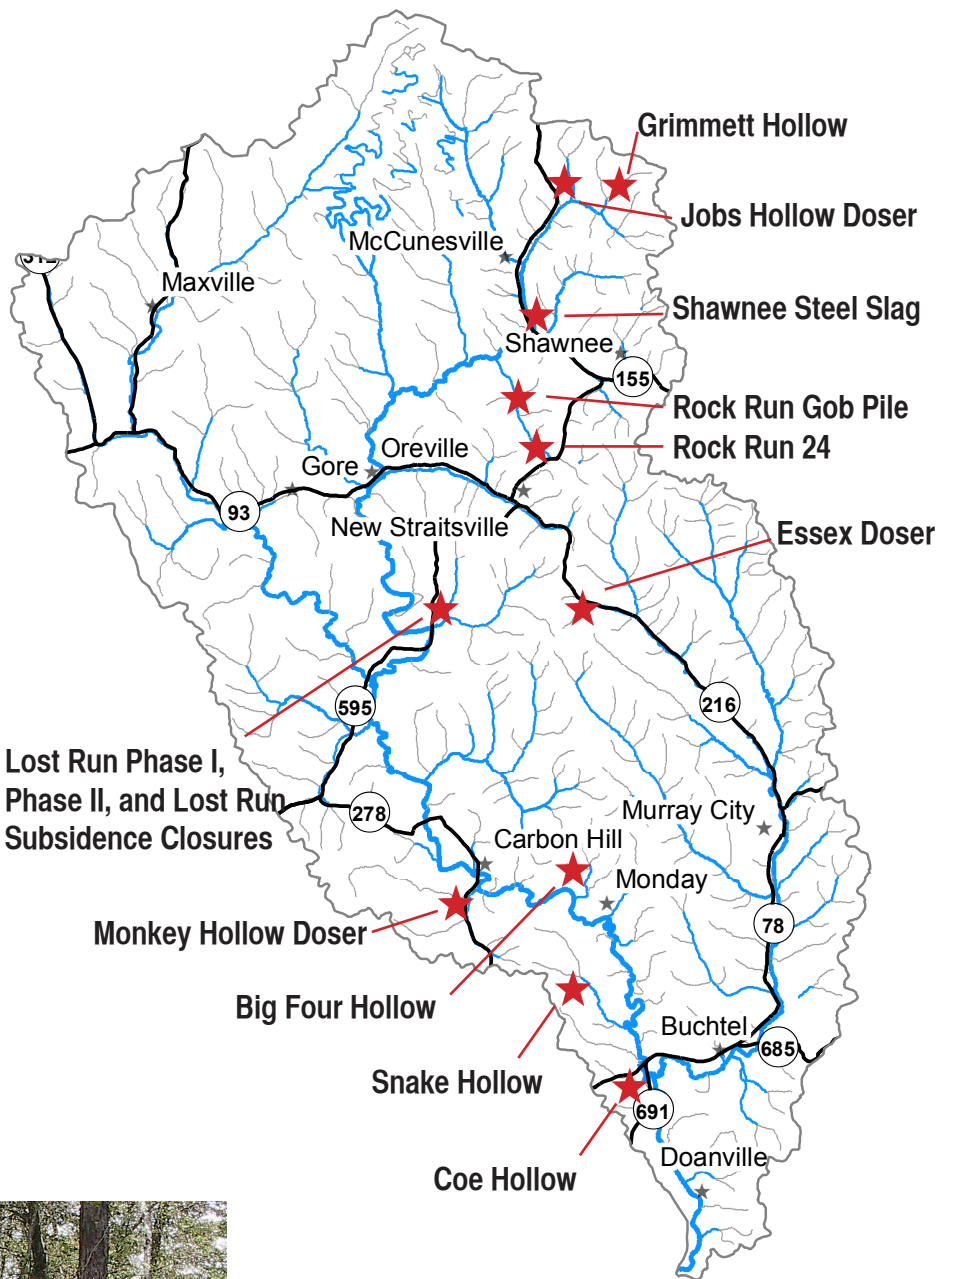 Grimmett Hollow
Jobs Hollow Doser
McCunesville
Maxville
Shawnee Steel Slag
Shawnee
155
Rock Run Gob Pile
Rock Run 24
Oreville
Gore
93
New Straitsville
Essex Doser
595
216
Lost Run Phase I,
Phase II, and Lost Run
Subsidence Closures
278
Murray City
Carbon Hill
Monday
Monkey Hollow Doser
78
Big Four Hollow
Buchtel
685
Snake Hollow
691
Doanville
Coe Hollow